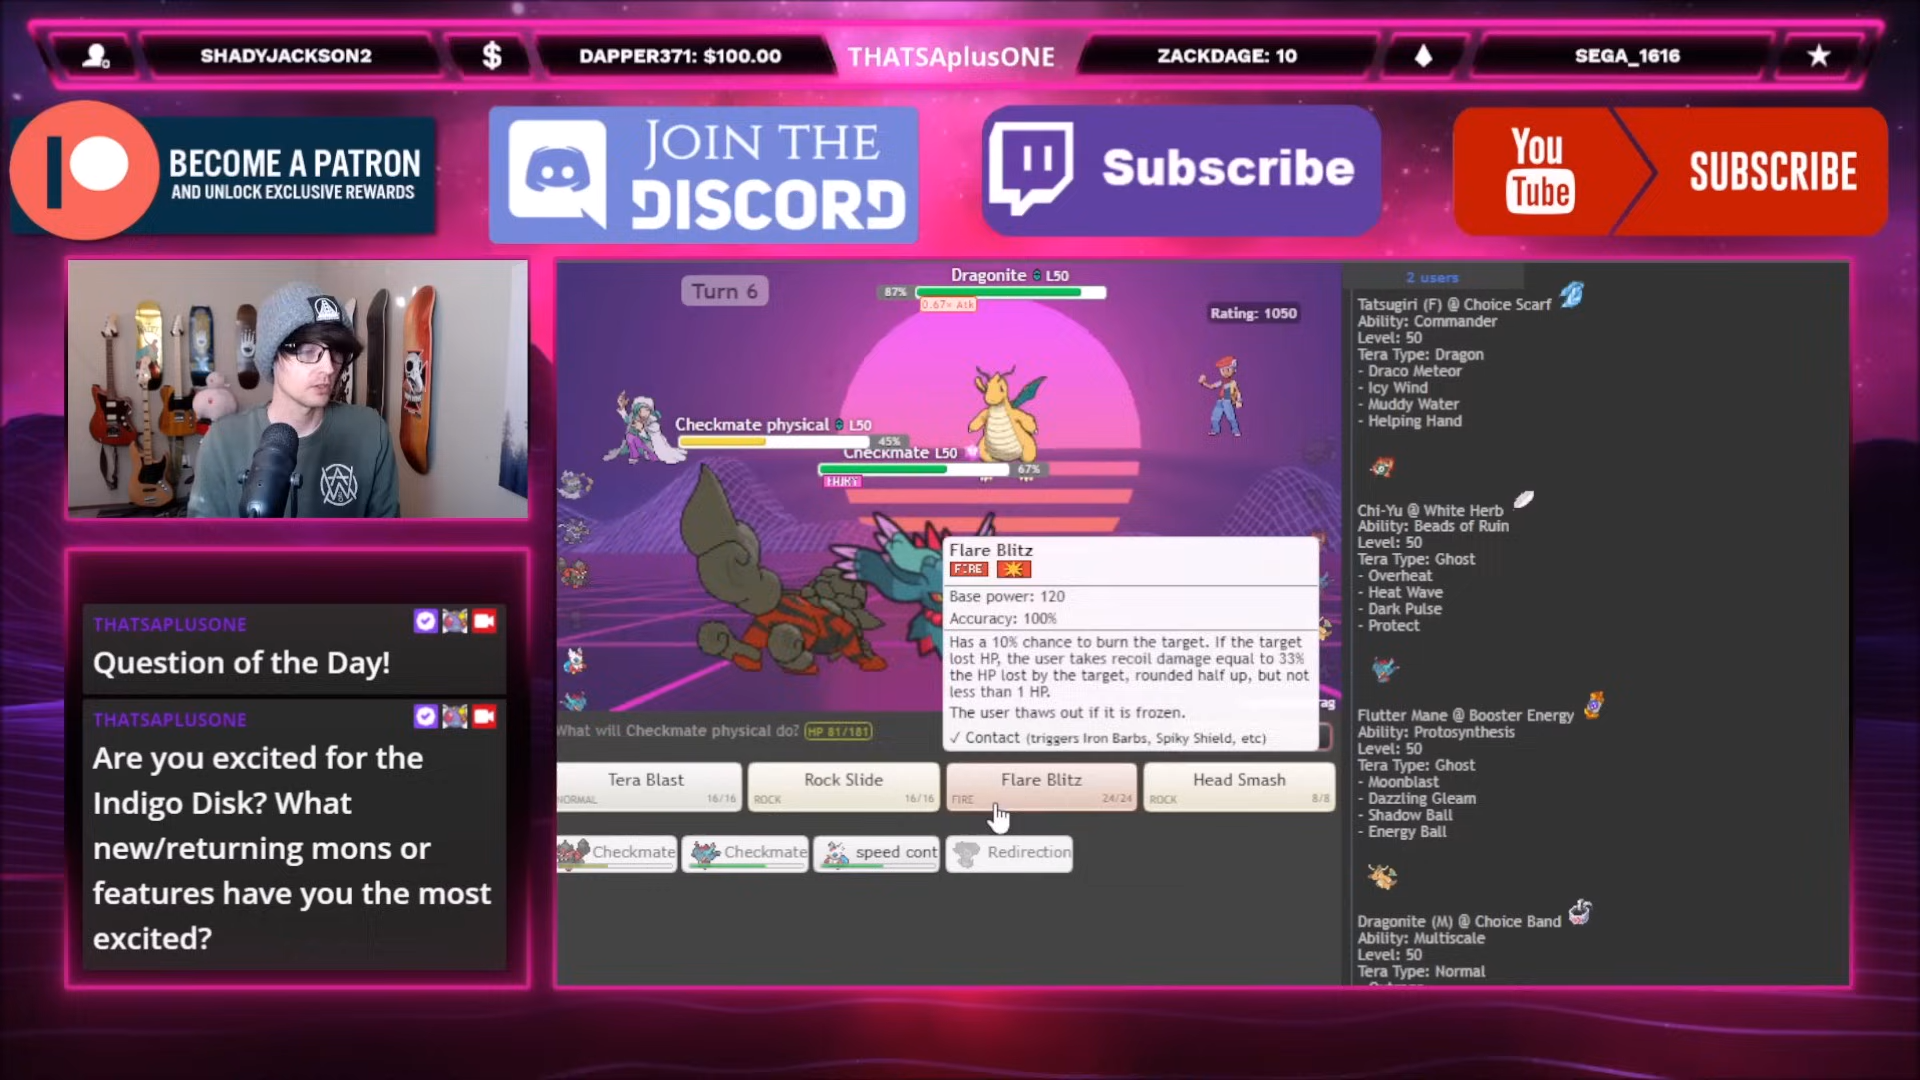 SHADYJACKSON2
$
DAPPER371: $100.00
THATSAplusONE
ZACKDAGE: 10
SEGA_1616
BECOME A PATRON
AND UNLOCK EXCLUSIVE REWARDS
JOIN THE
DISCORD
Subscribe
You
Tube
SUBSCRIBE
THATSAPLUSONE
Question of the Day!
THATSAPLUSONE
Are you excited for the
Indigo Disk? What
new/returning mons or
features have you the most
excited?
Turn 6
Dragonite L50
87%
0.67× Atk
Rating: 1050
Checkmate physical L50
45%
Checkmate L50
67%
Flare Blitz
FIRE
Base power: 120
Accuracy: 100%
Has a 10% chance to burn the target. If the target
lost HP, the user takes recoil damage equal to 33%
the HP lost by the target, rounded half up, but not
less than 1 HP.
The user thaws out if it is frozen.
✓ Contact (triggers Iron Barbs, Spiky Shield, etc)
What will Checkmate physical do? HP 81/181
Tera Blast
NORMAL 16/16
Rock Slide
ROCK 16/16
Flare Blitz
FIRE 24/24
Head Smash
ROCK 8/8
Checkmate
Checkmate
speed cont
Redirection
2 users
Tatsugiri (F) @ Choice Scarf
Ability: Commander
Level: 50
Tera Type: Dragon
- Draco Meteor
- Icy Wind
- Muddy Water
- Helping Hand
Chi-Yu @ White Herb
Ability: Beads of Ruin
Level: 50
Tera Type: Ghost
- Overheat
- Heat Wave
- Dark Pulse
- Protect
Flutter Mane @ Booster Energy
Ability: Protosynthesis
Level: 50
Tera Type: Ghost
- Moonblast
- Dazzling Gleam
- Shadow Ball
- Energy Ball
Dragonite (M) @ Choice Band
Ability: Multiscale
Level: 50
Tera Type: Normal